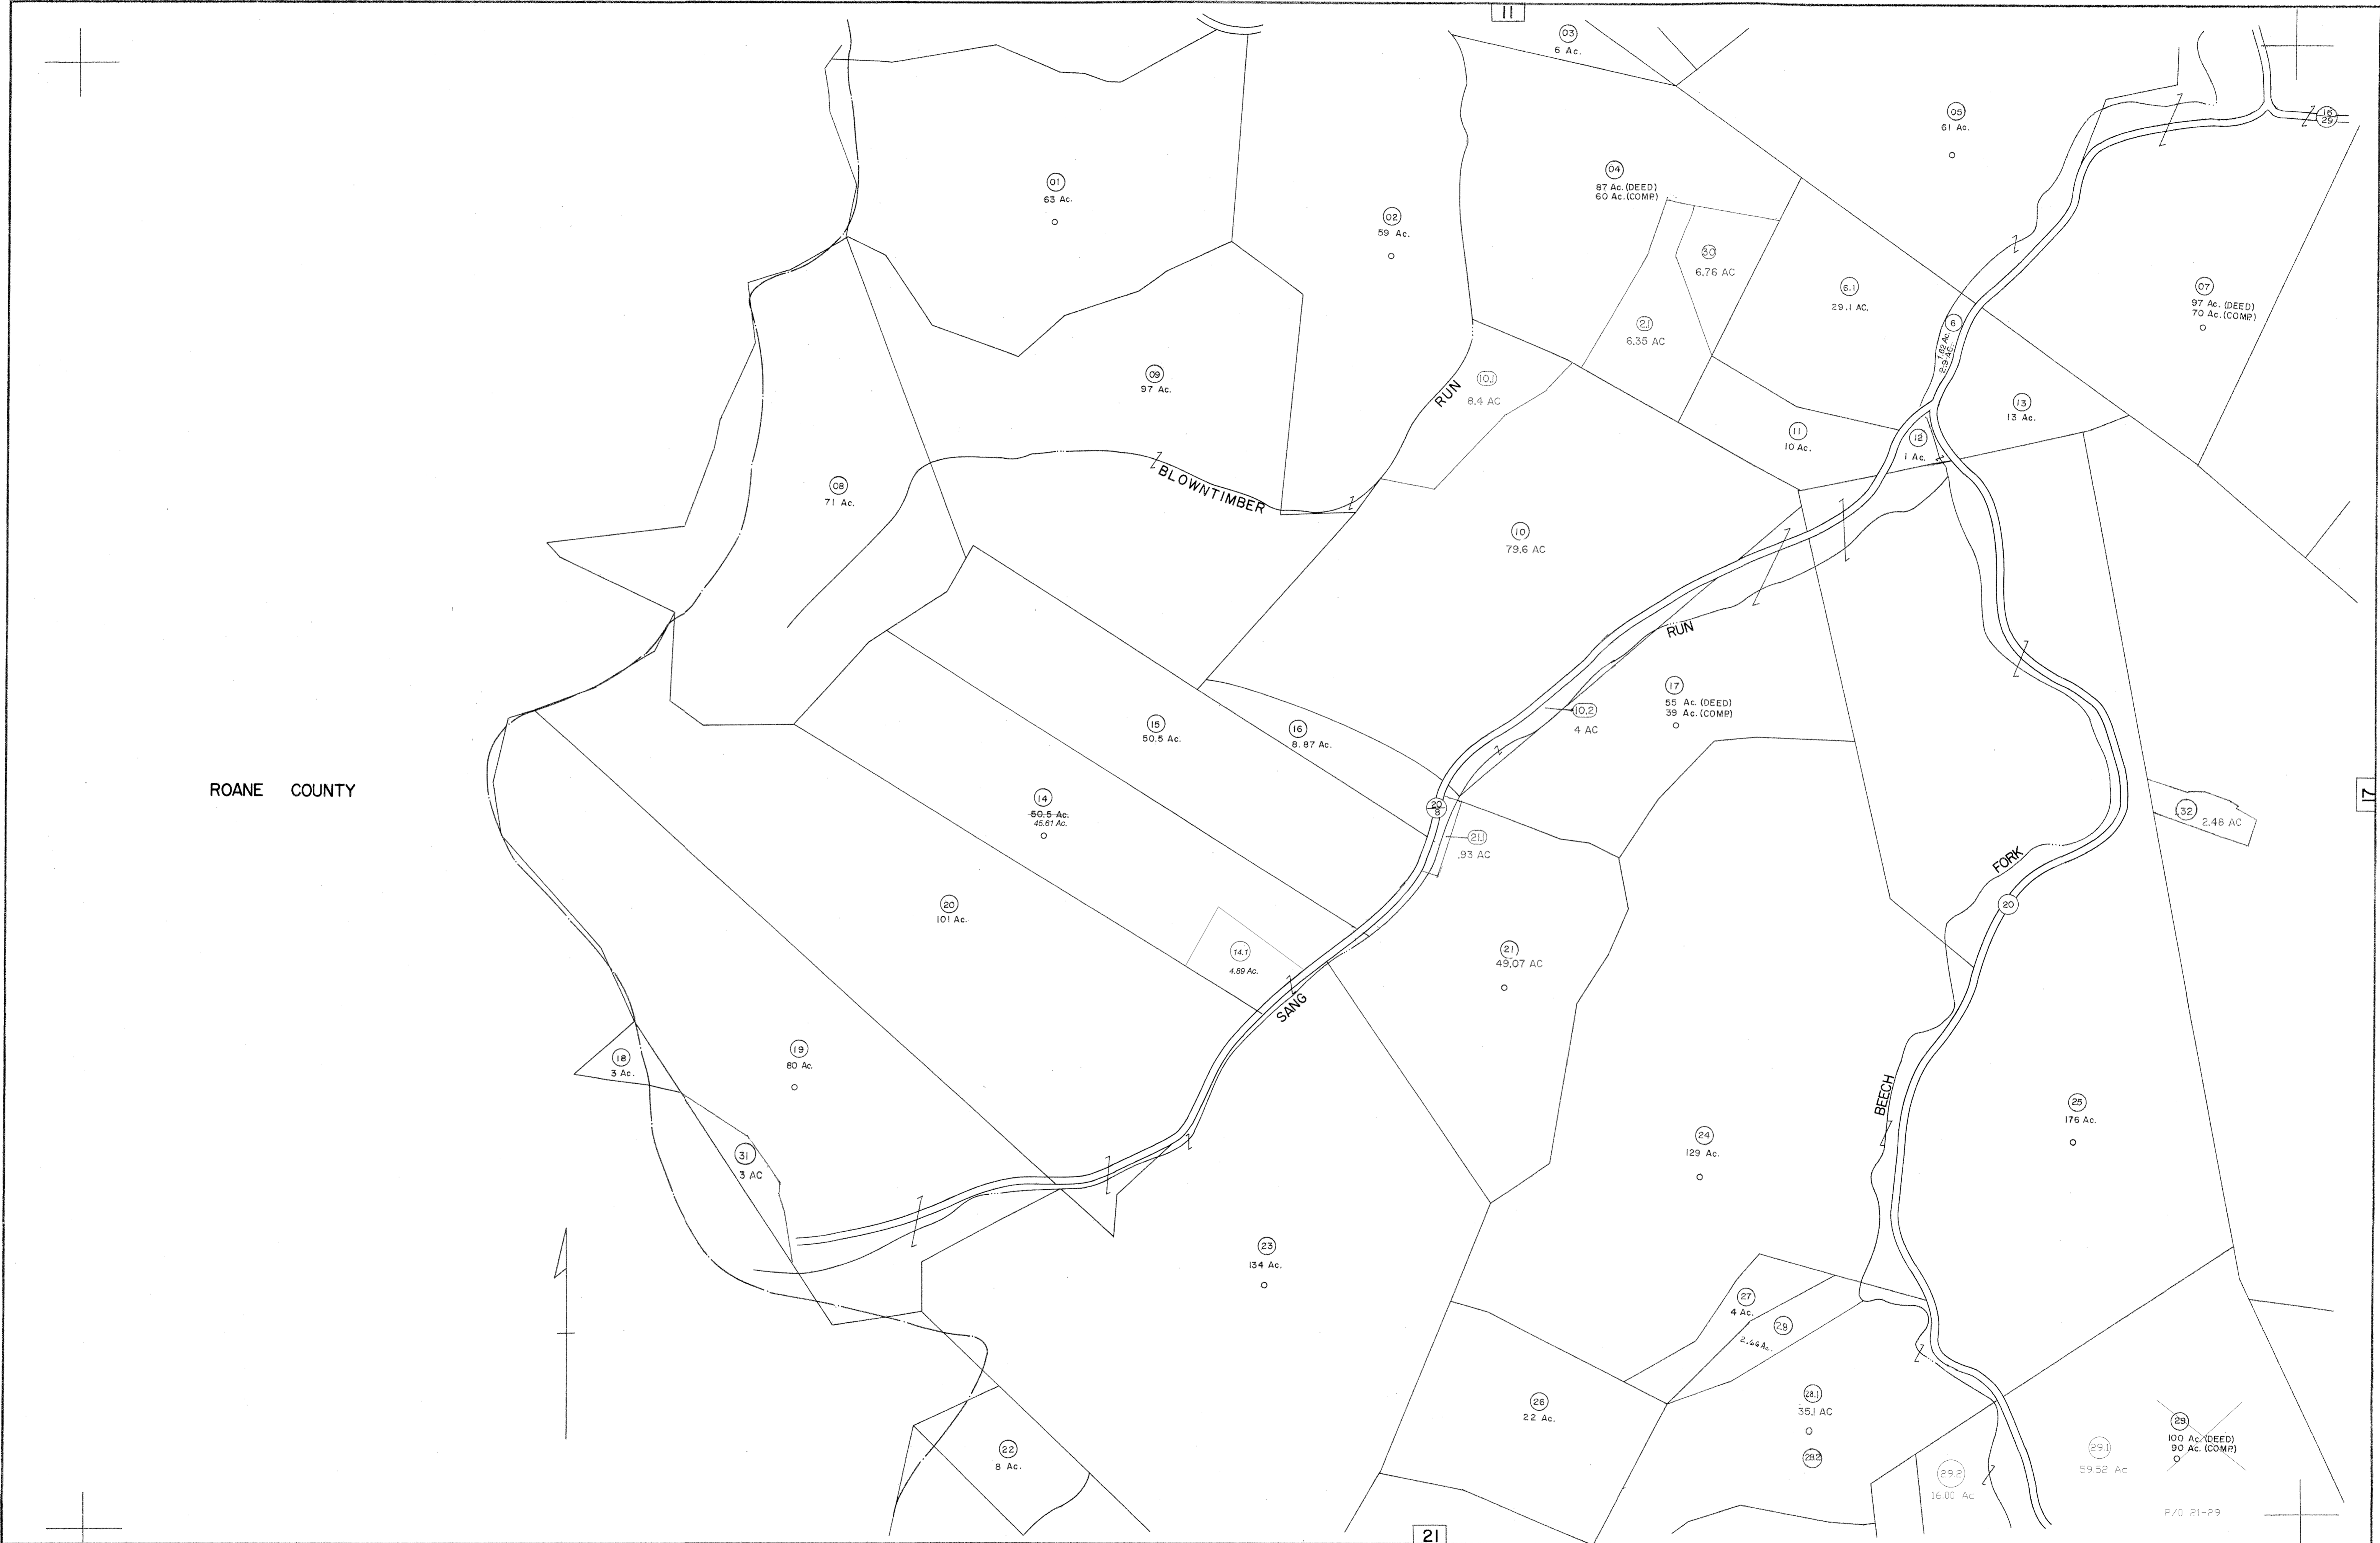 11
03
6 Ac.
05
61 Ac.
16
29
01
63 Ac.
04
87 Ac. (DEED)
60 Ac. (COMP.)
02
59 Ac.
30
6.76 AC
6.1
29.1 AC.
07
97 Ac. (DEED)
70 Ac. (COMP.)
2.1
6.35 AC
6
1.62 Ac.
2.9 AC.
09
97 Ac.
RUN
10.1
8.4 AC
13
13 Ac.
11
10 Ac.
12
1 Ac.
08
71 Ac.
BLOWNTIMBER
10
79.6 AC
RUN
17
55 Ac. (DEED)
39 Ac. (COMP.)
10.2
4 AC
15
50.5 Ac.
16
8.87 Ac.
ROANE COUNTY
14
50.5 Ac.
45.61 Ac.
20
8
17
32
2.48 AC
21.1
.93 AC
FORK
20
101 Ac.
20
14.1
4.89 Ac.
21
49.07 AC
SANG
18
3 Ac.
19
80 Ac.
BEECH
25
176 Ac.
24
129 Ac.
31
3 AC
23
134 Ac.
27
4 Ac.
28
2.66 Ac.
26
22 Ac.
28.1
35.1 AC
28.2
29
100 Ac. (DEED)
90 Ac. (COMP.)
29.1
59.52 Ac
22
8 Ac.
29.2
16.00 Ac
P/O 21-29
21